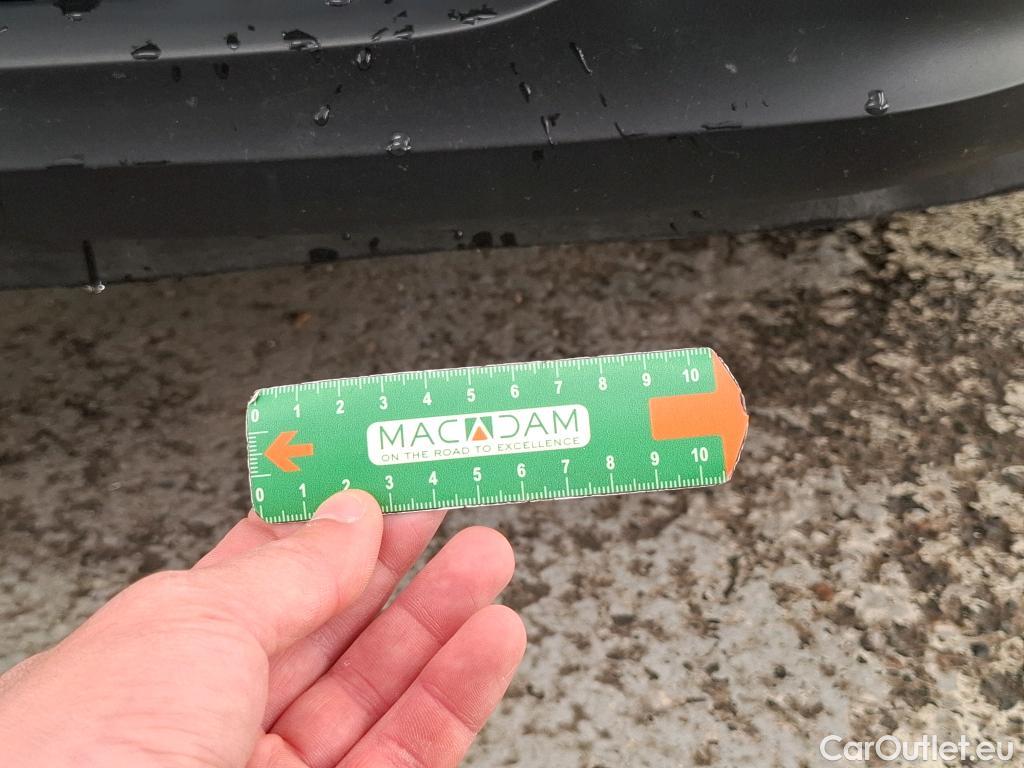 0 1 2 3 4 5 6 7 8 9 10
MACADAM
ON THE ROAD TO EXCELLENCE
0 1 2 3 4 5 6 7 8 9 10
CarOutlet.eu